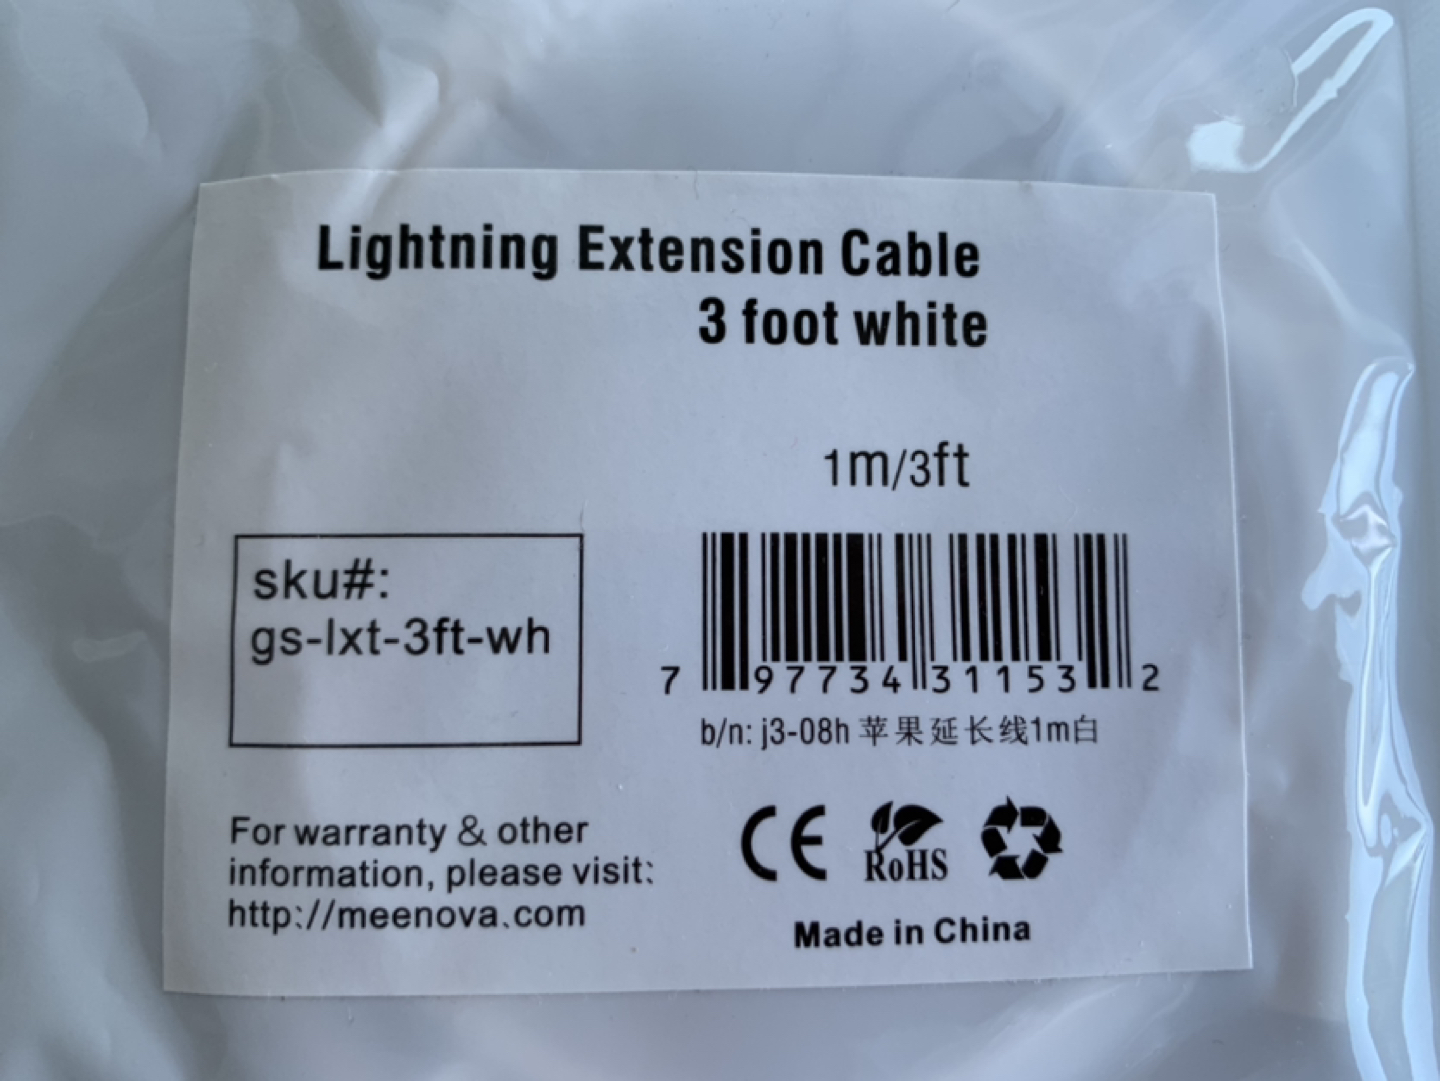 Lightning Extension Cable
3 foot white
1m/3ft
sku#:
gs-lxt-3ft-wh
7 97734 31153 2
b/n: j3-08h 苹果延长线1m白
For warranty & other
information, please visit:
http://meenova.com
CE
RoHS
Made in China